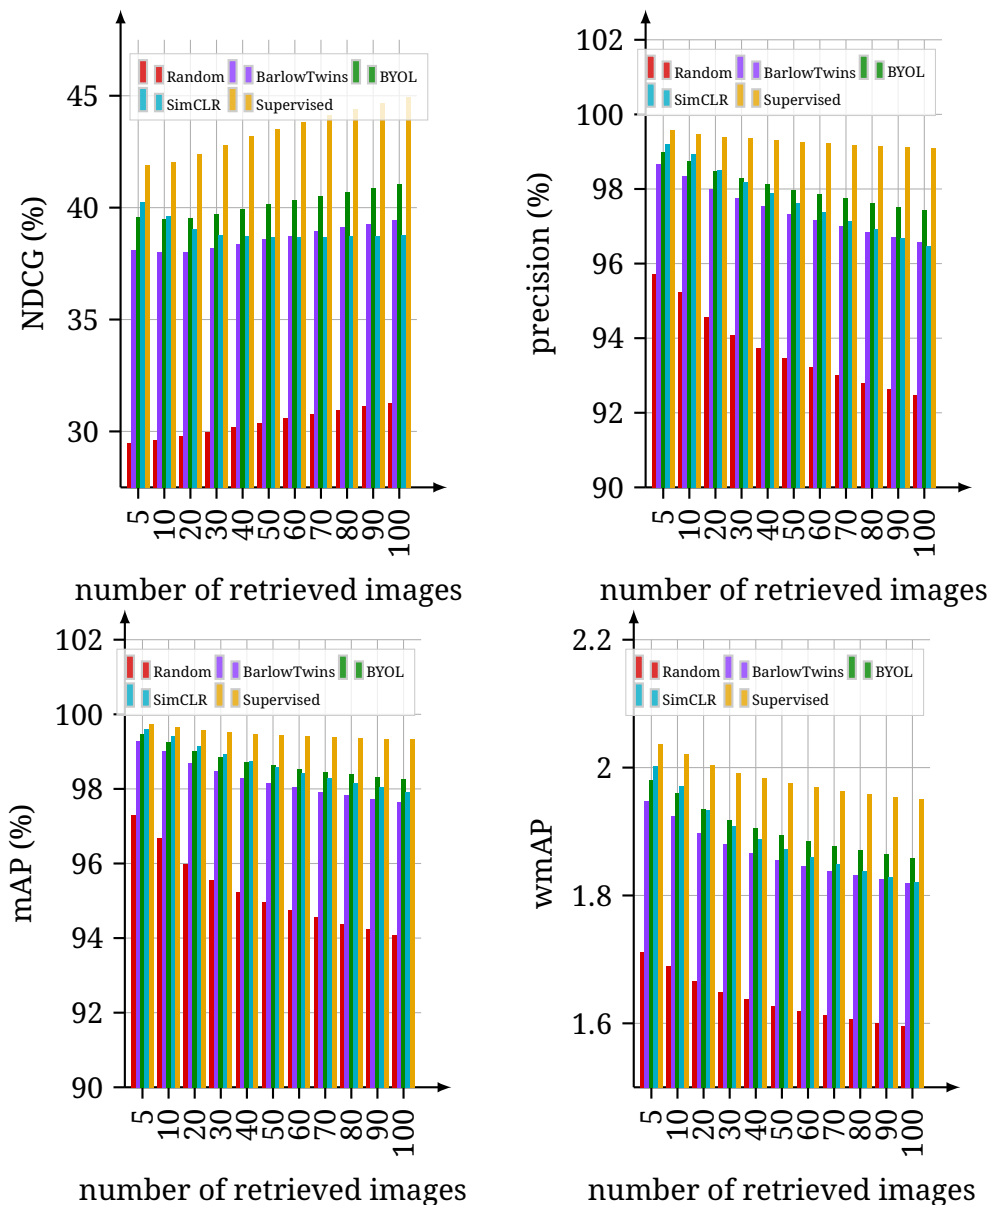 45
40
35
30
NDCG (%)
Random BarlowTwins BYOL
SimCLR Supervised
5 10 20 30 40 50 60 70 80 90 100
number of retrieved images
102
100
98
96
94
92
90
precision (%)
Random BarlowTwins BYOL
SimCLR Supervised
5 10 20 30 40 50 60 70 80 90 100
number of retrieved images
102
100
98
96
94
92
90
mAP (%)
Random BarlowTwins BYOL
SimCLR Supervised
5 10 20 30 40 50 60 70 80 90 100
number of retrieved images
2.2
2
1.8
1.6
wmAP
Random BarlowTwins BYOL
SimCLR Supervised
5 10 20 30 40 50 60 70 80 90 100
number of retrieved images